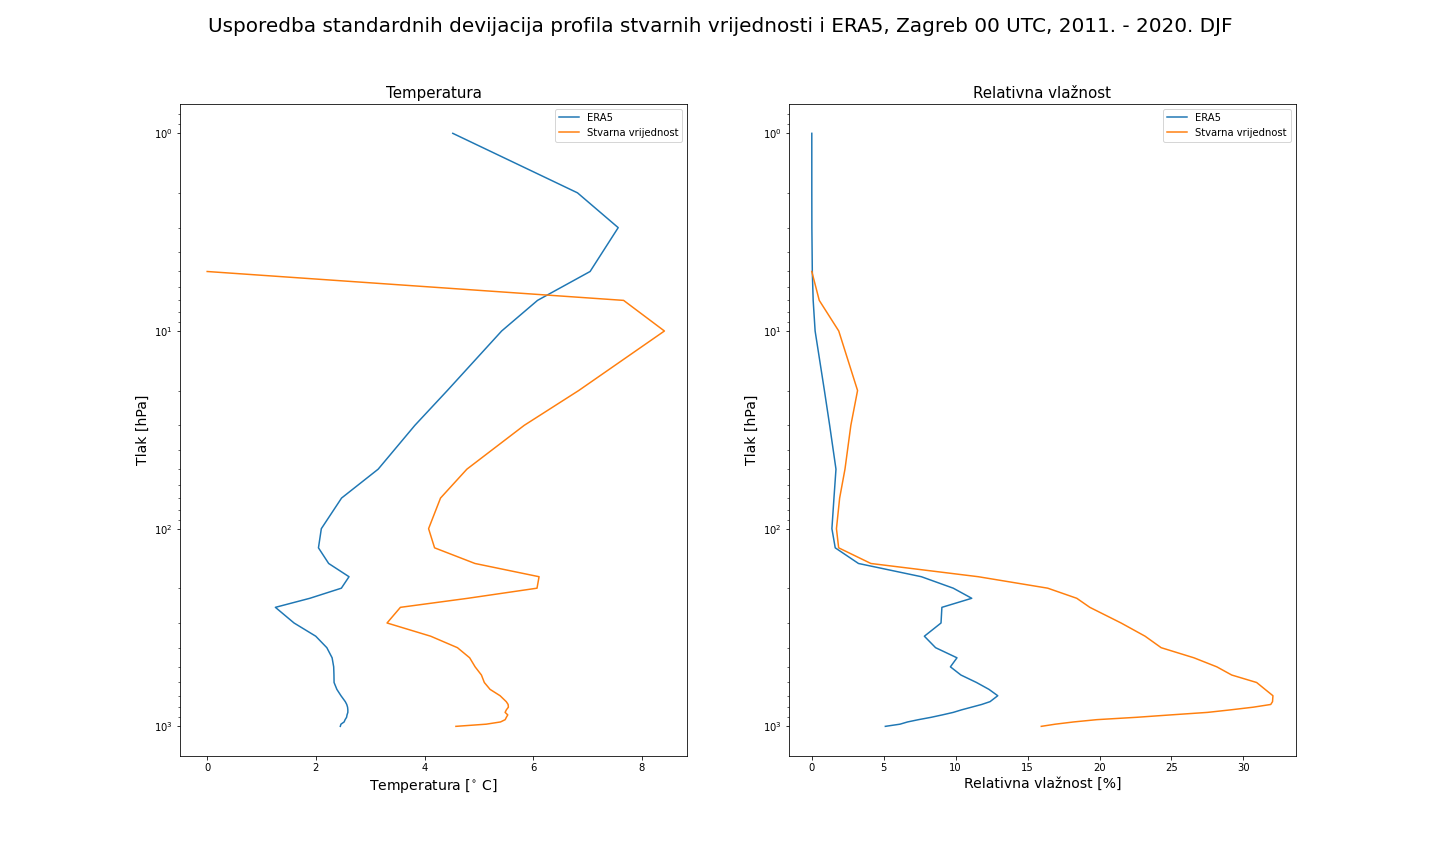 Usporedba standardnih devijacija profila stvarnih vrijednosti i ERA5, Zagreb 00 UTC, 2011. - 2020. DJF
Temperatura
ERA5
Stvarna vrijednost
10⁰
10¹
10²
10³
Tlak [hPa]
0 2 4 6 8
Temperatura [° C]
Relativna vlažnost
ERA5
Stvarna vrijednost
10⁰
10¹
10²
10³
Tlak [hPa]
0 5 10 15 20 25 30
Relativna vlažnost [%]